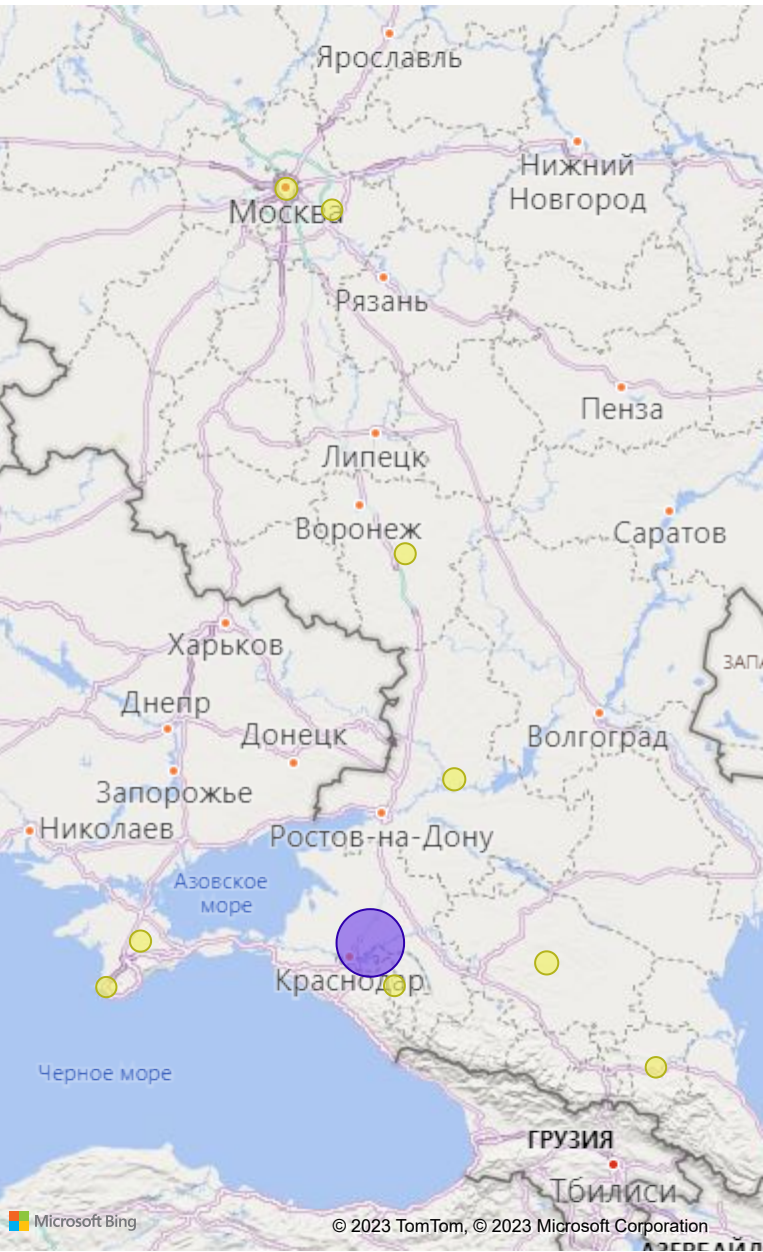 Ярославль
Нижний
Новгород
Москва
Рязань
Пенза
Липецк
Воронеж
Саратов
Харьков
ЗАПА
Днепр
Донецк
Волгоград
Запорожье
Николаев
Ростов-на-Дону
Азовское
море
Краснодар
Черное море
ГРУЗИЯ
Тбилиси
Microsoft Bing
© 2023 TomTom, © 2023 Microsoft Corporation